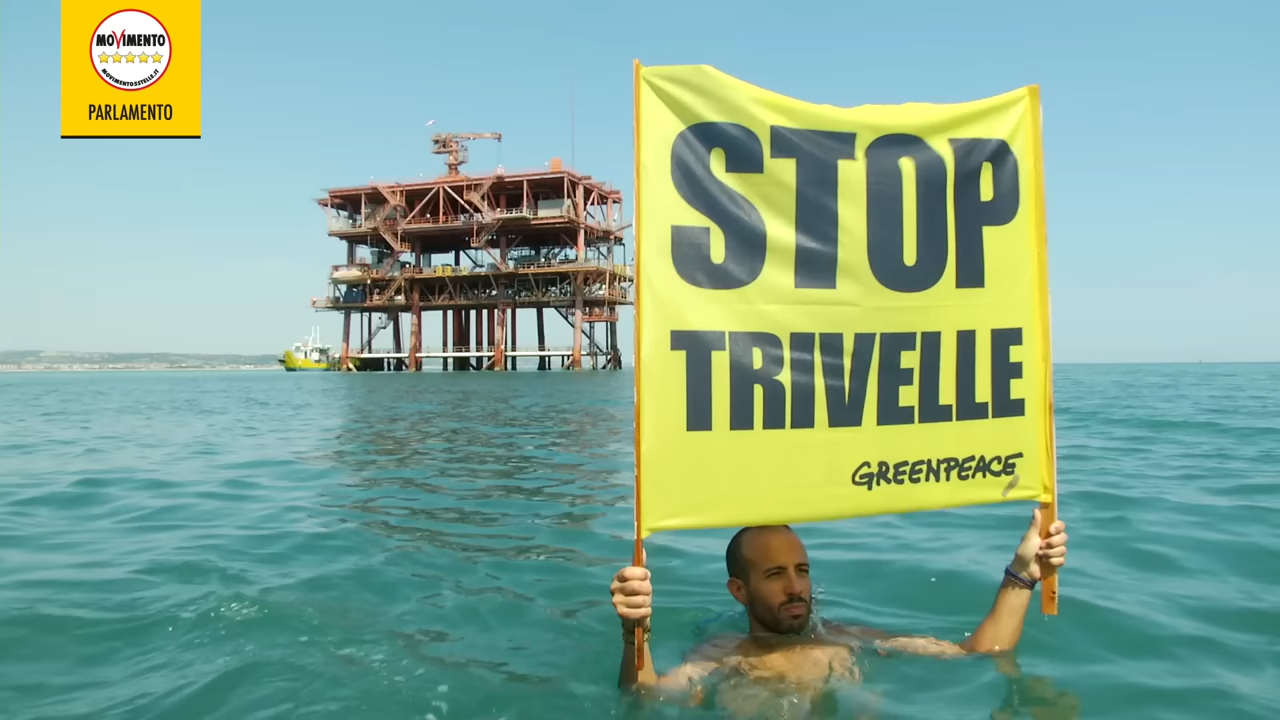 MOVIMENTO
MOVIMENTO5STELLE.IT
PARLAMENTO
STOP
TRIVELLE
GREENPEACE